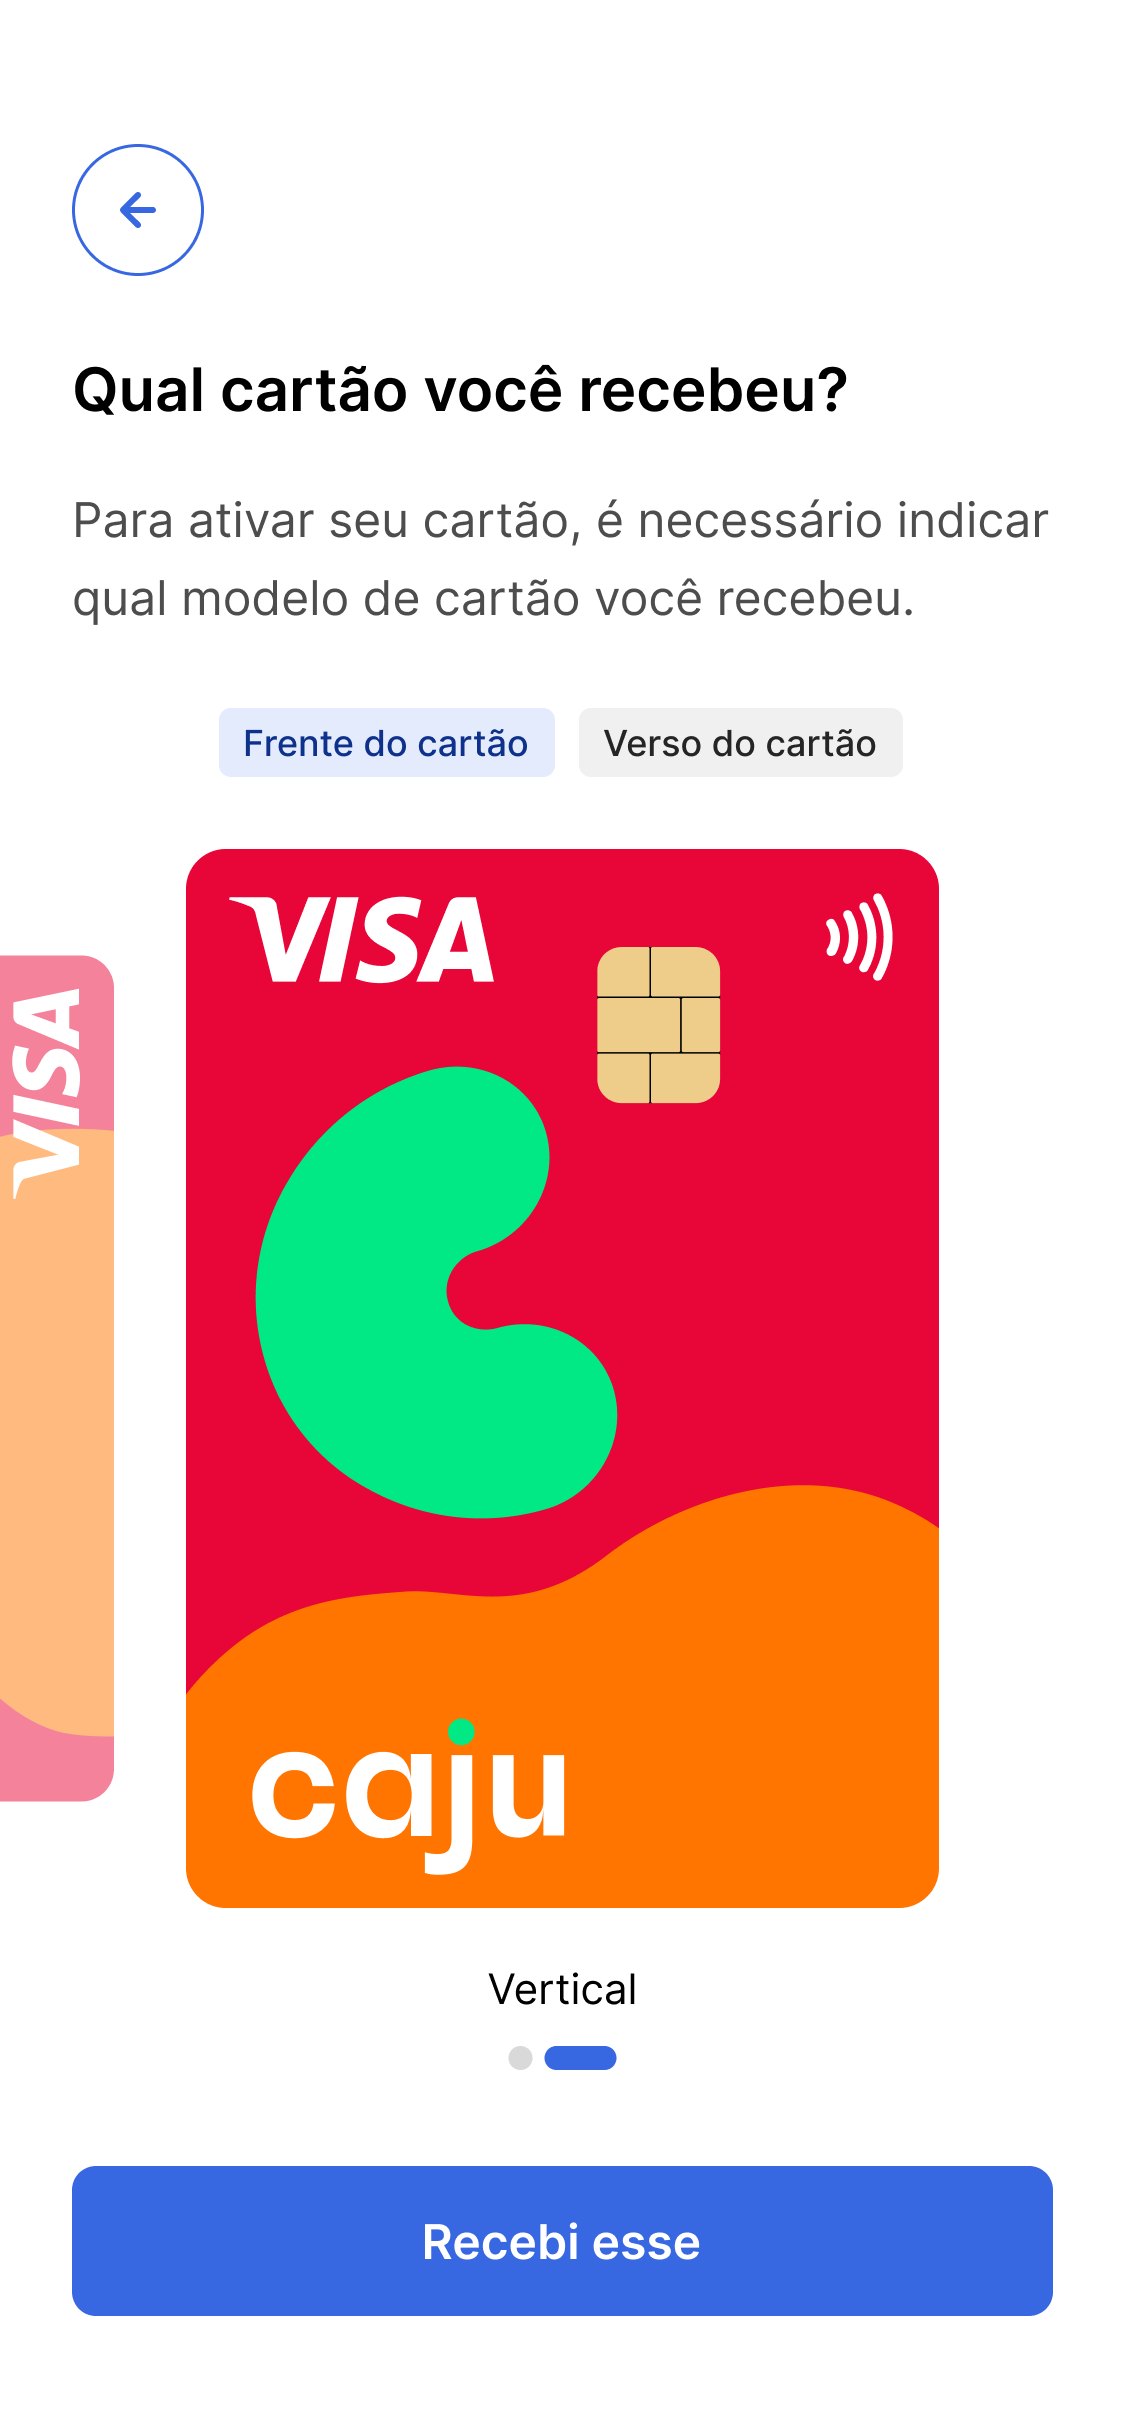 Qual cartão você recebeu?
Para ativar seu cartão, é necessário indicar
qual modelo de cartão você recebeu.
Frente do cartão
Verso do cartão
VISA
VISA
caju
Vertical
Recebi esse